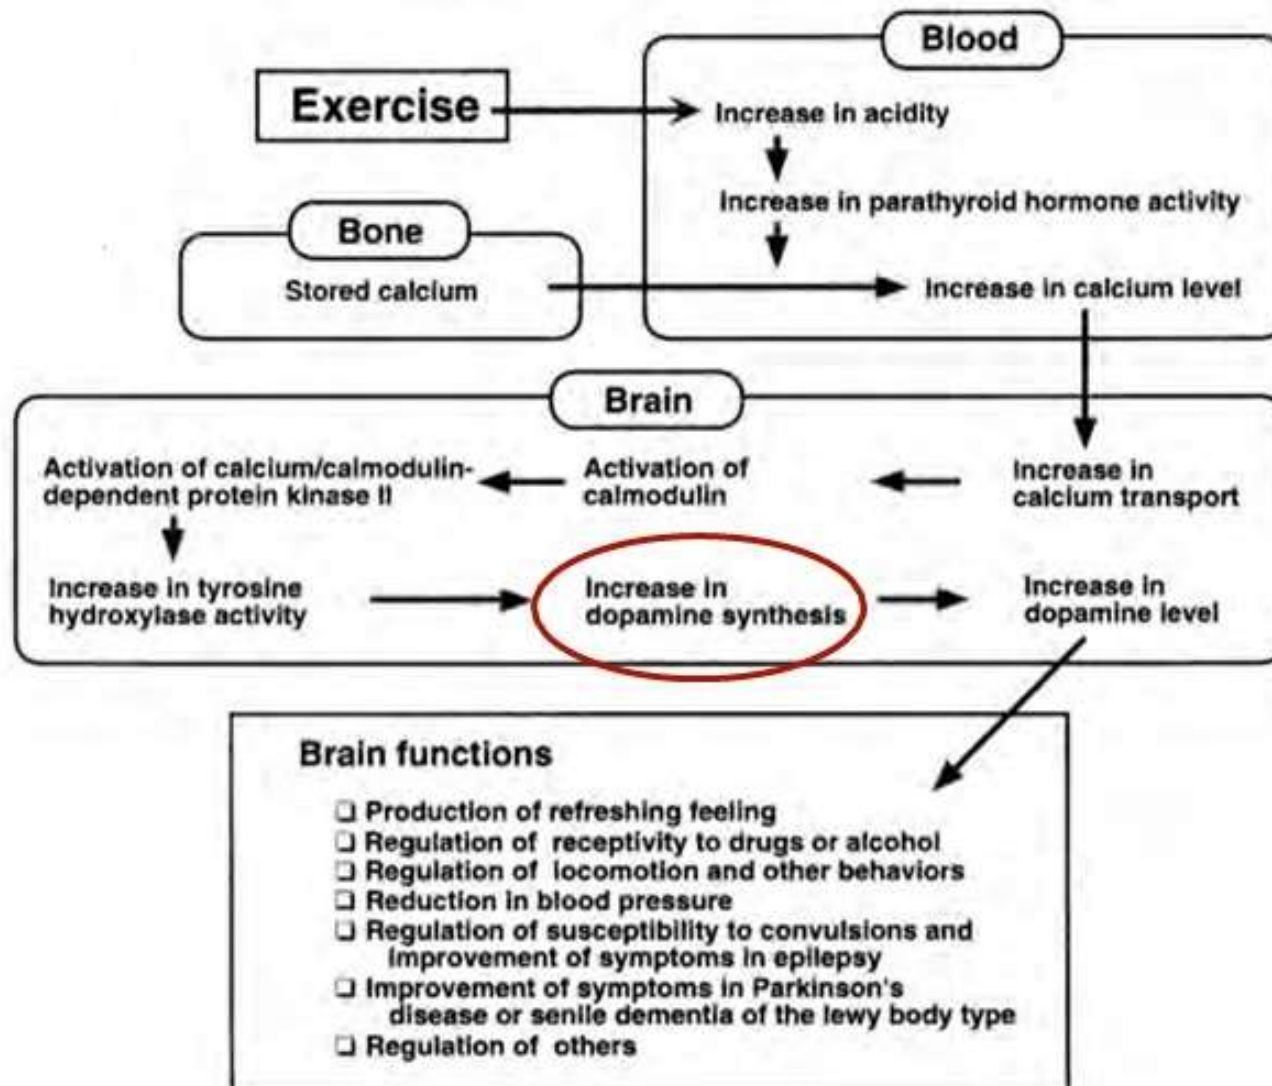 Blood
Exercise
Increase in acidity
Increase in parathyroid hormone activity
Bone
Stored calcium
Increase in calcium level
Brain
Activation of calcium/calmodulin-
dependent protein kinase II
Activation of
calmodulin
Increase in
calcium transport
Increase in tyrosine
hydroxylase activity
Increase in
dopamine synthesis
Increase in
dopamine level
Brain functions
❏ Production of refreshing feeling
❏ Regulation of receptivity to drugs or alcohol
❏ Regulation of locomotion and other behaviors
❏ Reduction in blood pressure
❏ Regulation of susceptibility to convulsions and
improvement of symptoms in epilepsy
❏ Improvement of symptoms in Parkinson's
disease or senile dementia of the lewy body type
❏ Regulation of others